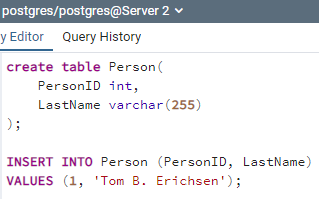 postgres/postgres@Server 2
y Editor Query History
create table Person(
    PersonID int,
    LastName varchar(255)
);

INSERT INTO Person (PersonID, LastName)
VALUES (1, 'Tom B. Erichsen');